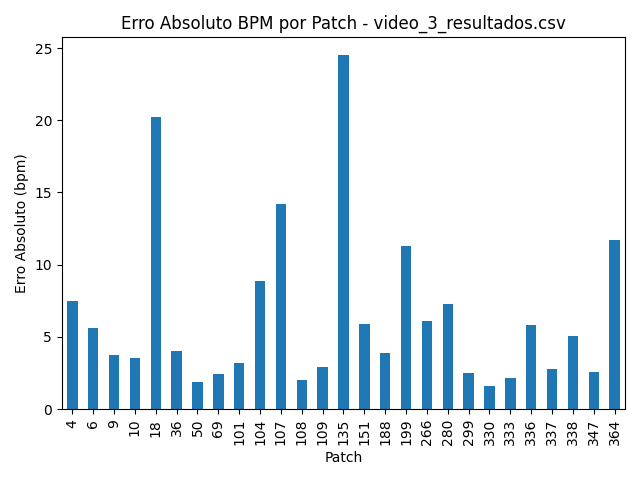 Erro Absoluto BPM por Patch - video_3_resultados.csv
Erro Absoluto (bpm)
25
20
15
10
5
0
4 6 9 10 18 36 50 69 101 104 107 108 109 135 151 188 199 266 280 299 330 333 336 337 338 347 364
Patch